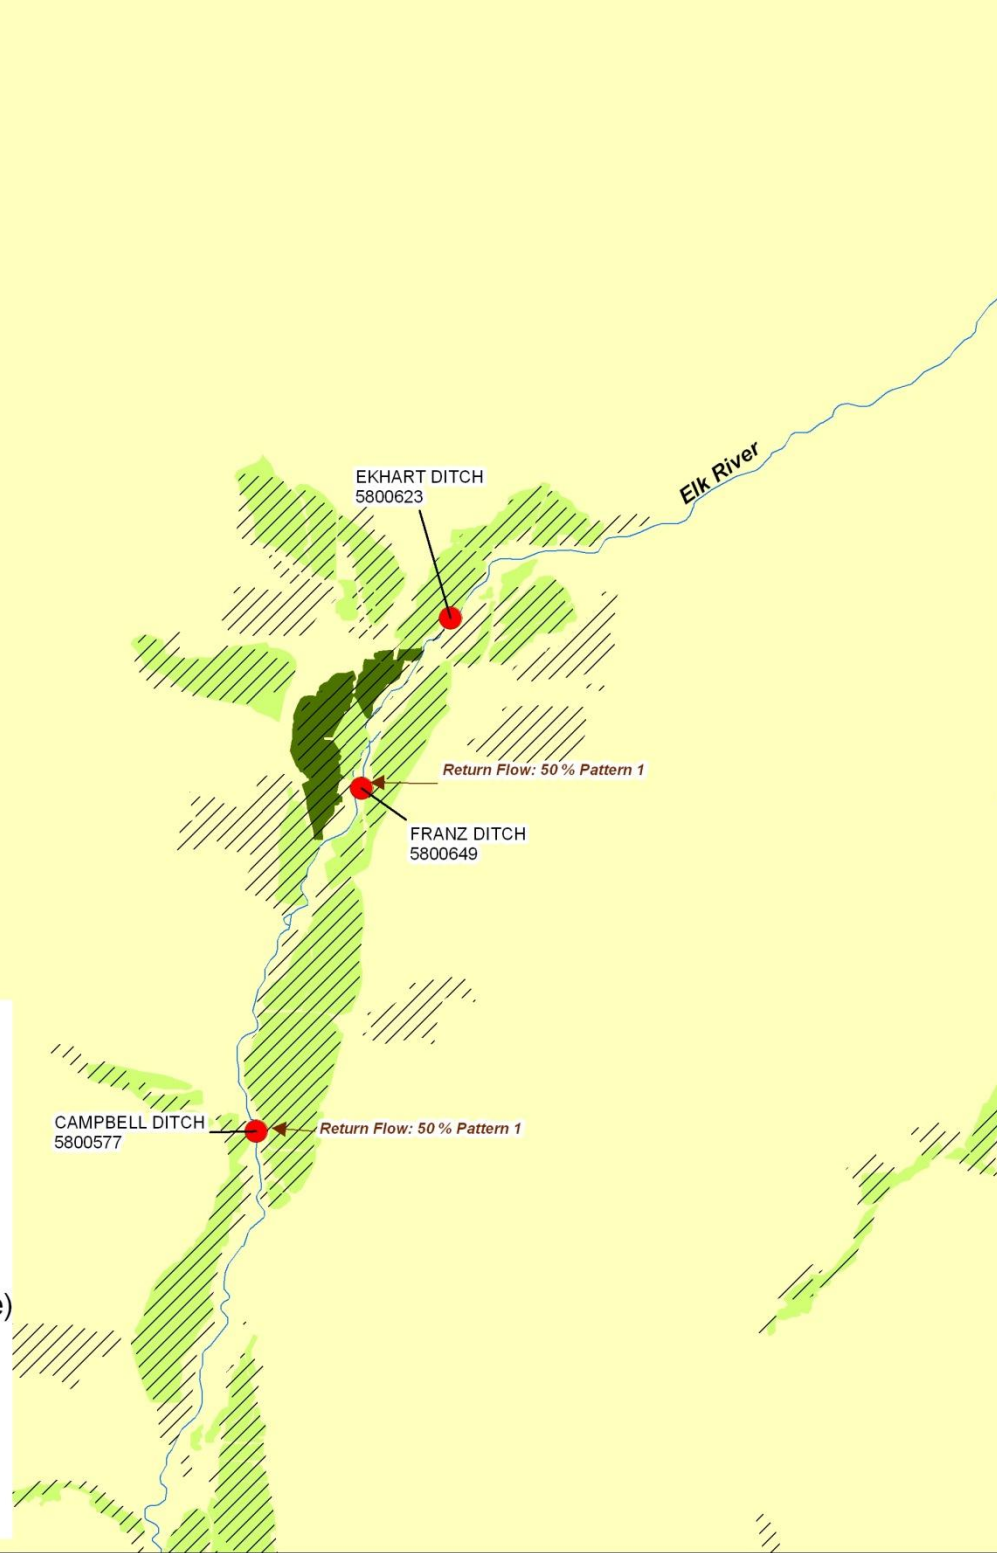 Elk River
EKHART DITCH
5800623
Return Flow: 50 % Pattern 1
FRANZ DITCH
5800649
CAMPBELL DITCH
5800577
Return Flow: 50 % Pattern 1
e)